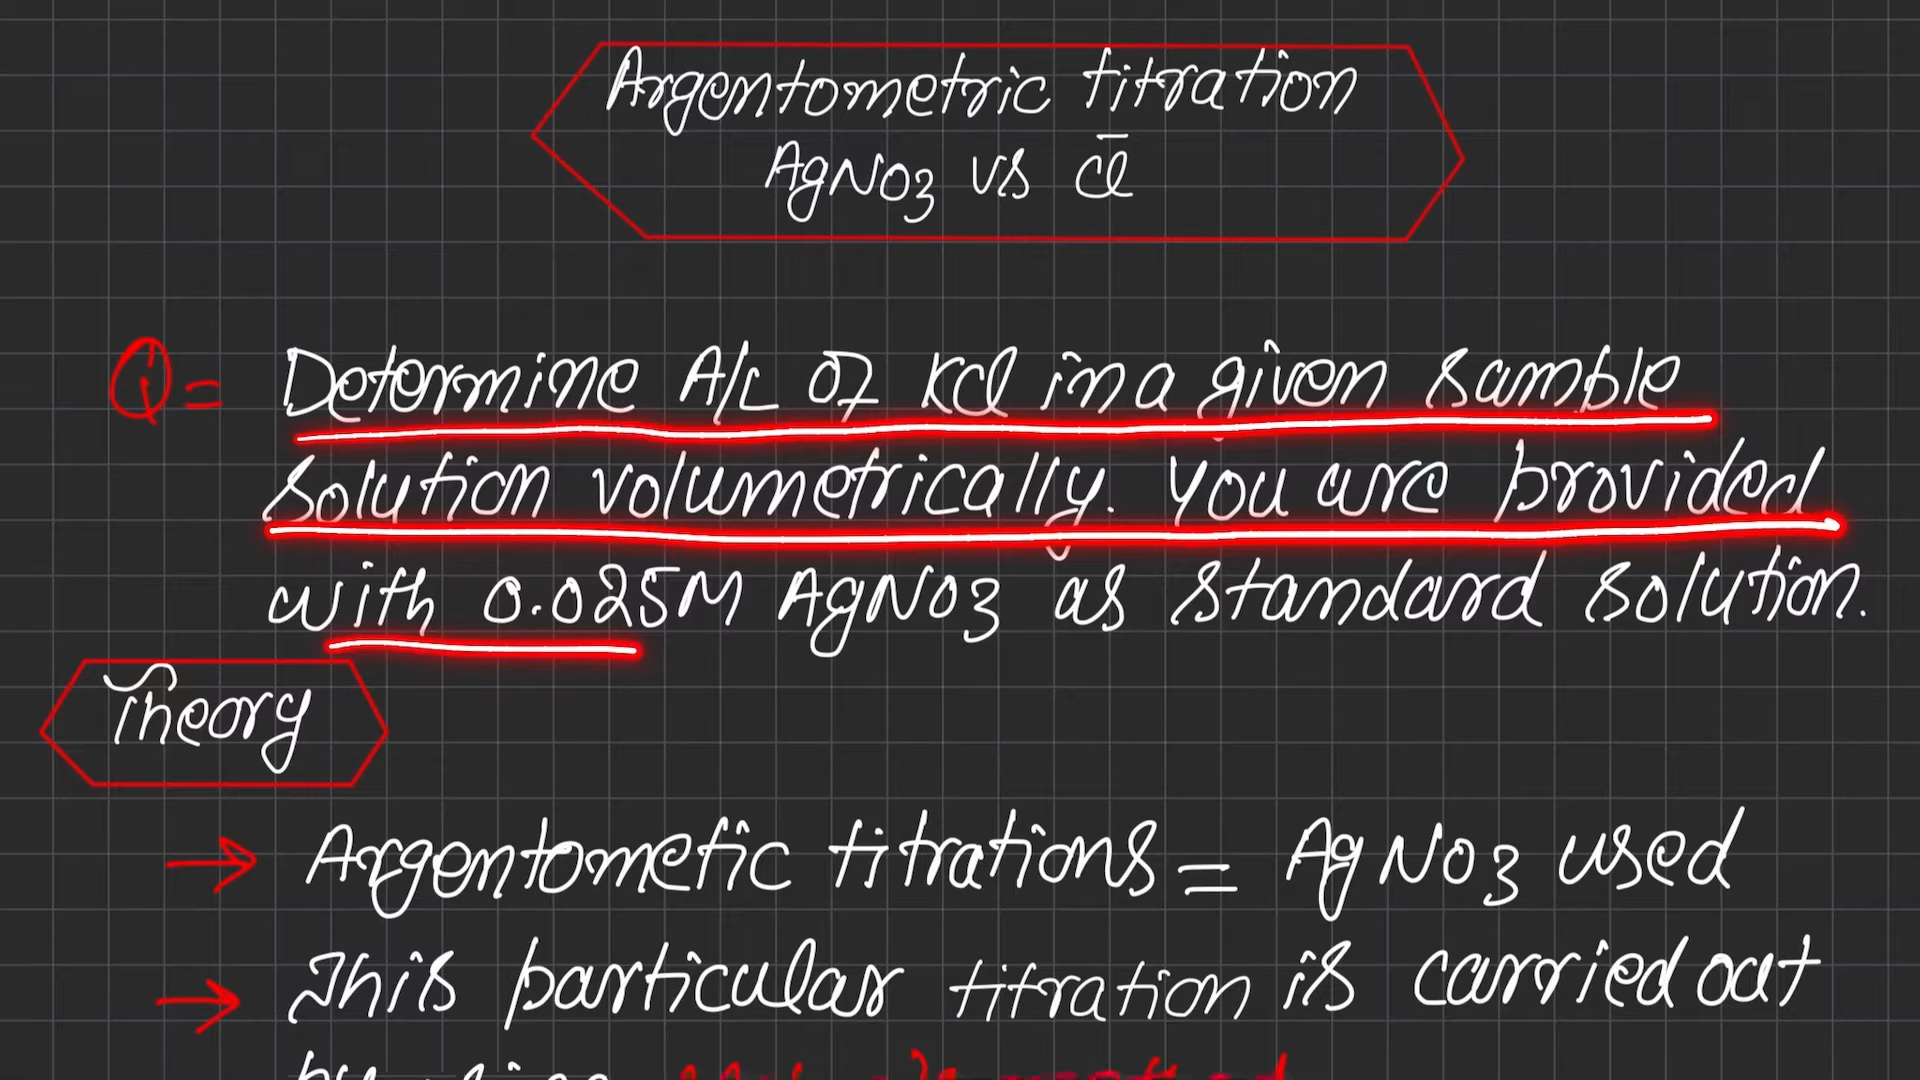 Argentometric titration
AgNO3 vs Cl⁻
Q= Determine A/L of KCl in a given sample
solution volumetrically. You are provided
with 0.025M AgNO3 as standard solution.
Theory
→ Argentometic titrations = AgNO3 used
→ This particular titration is carried out